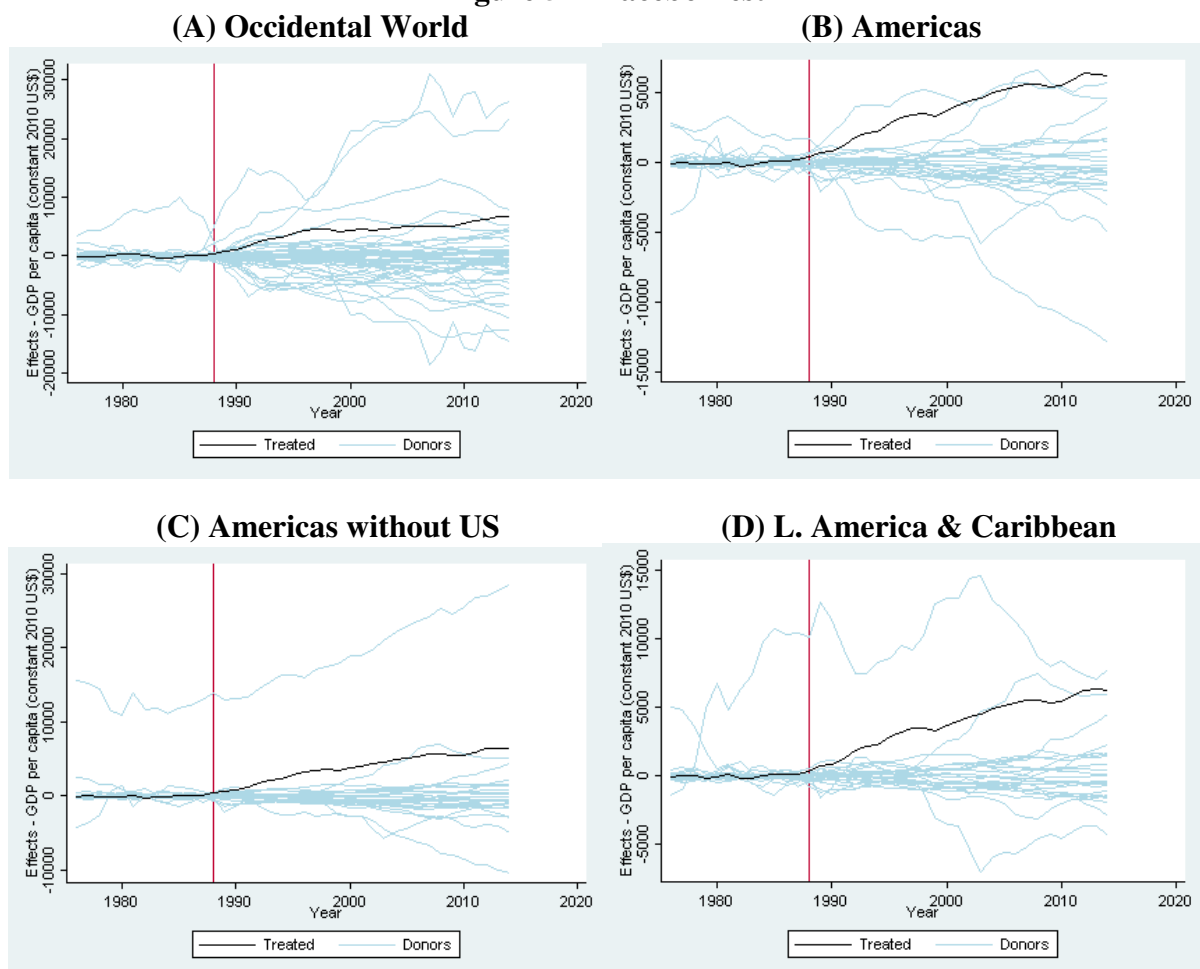 (A) Occidental World
(B) Americas
Effects - GDP per capita (constant 2010 US$)
30000
20000
10000
0
-10000
-20000
1980
1990
2000
2010
2020
Year
Treated
Donors
Effects - GDP per capita (constant 2010 US$)
5000
0
-5000
-10000
-15000
1980
1990
2000
2010
2020
Year
Treated
Donors
(C) Americas without US
(D) L. America & Caribbean
Effects - GDP per capita (constant 2010 US$)
30000
20000
10000
0
-10000
1980
1990
2000
2010
2020
Year
Treated
Donors
Effects - GDP per capita (constant 2010 US$)
15000
10000
5000
0
-5000
1980
1990
2000
2010
2020
Year
Treated
Donors